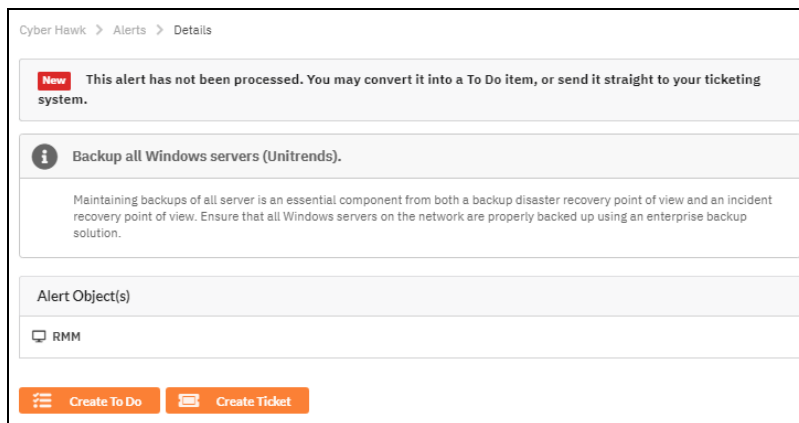 Cyber Hawk > Alerts > Details
New This alert has not been processed. You may convert it into a To Do item, or send it straight to your ticketing
system.
Backup all Windows servers (Unitrends).
Maintaining backups of all server is an essential component from both a backup disaster recovery point of view and an incident
recovery point of view. Ensure that all Windows servers on the network are properly backed up using an enterprise backup
solution.
Alert Object(s)
RMM
Create To Do Create Ticket